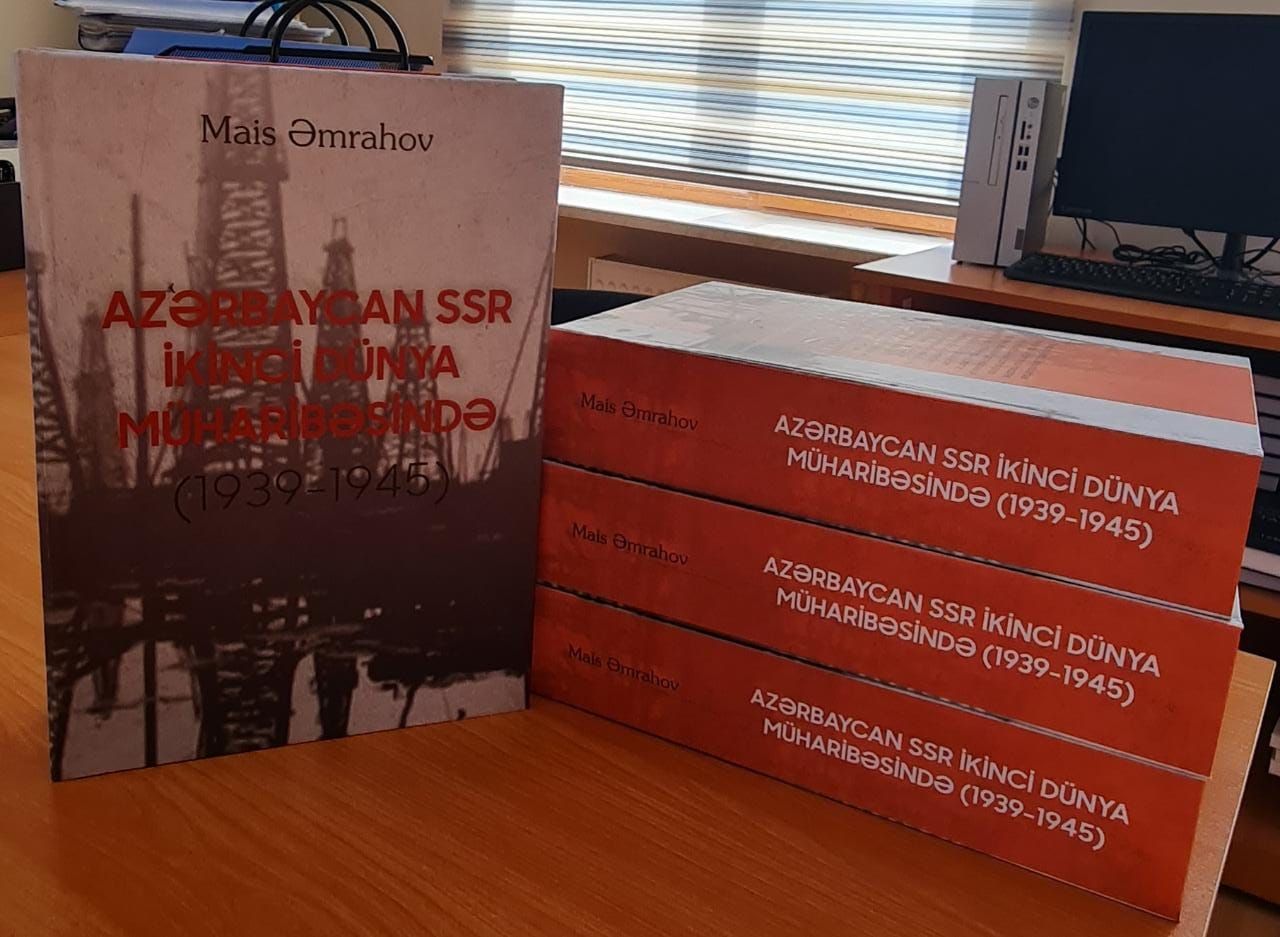 Mais Əmrahov
AZƏRBAYCAN SSR
İKİNCİ DÜNYA
MÜHARİBƏSİNDƏ
(1939-1945)
Mais Əmrahov
AZƏRBAYCAN SSR İKİNCİ DÜNYA
MÜHARİBƏSİNDƏ (1939-1945)
Mais Əmrahov
AZƏRBAYCAN SSR İKİNCİ DÜNYA
MÜHARİBƏSİNDƏ (1939-1945)
Mais Əmrahov
AZƏRBAYCAN SSR İKİNCİ DÜNYA
MÜHARİBƏSİNDƏ (1939-1945)